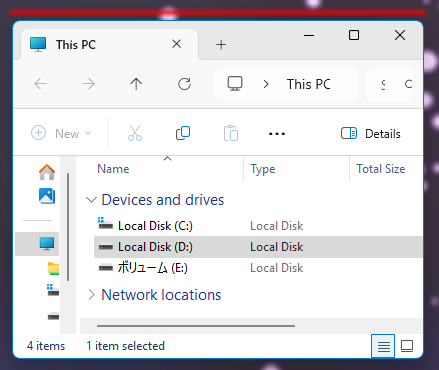 This PC
This PC
S
New
Details
Name Type Total Size
Devices and drives
Local Disk (C:) Local Disk
Local Disk (D:) Local Disk
ボリューム (E:) Local Disk
Network locations
4 items 1 item selected